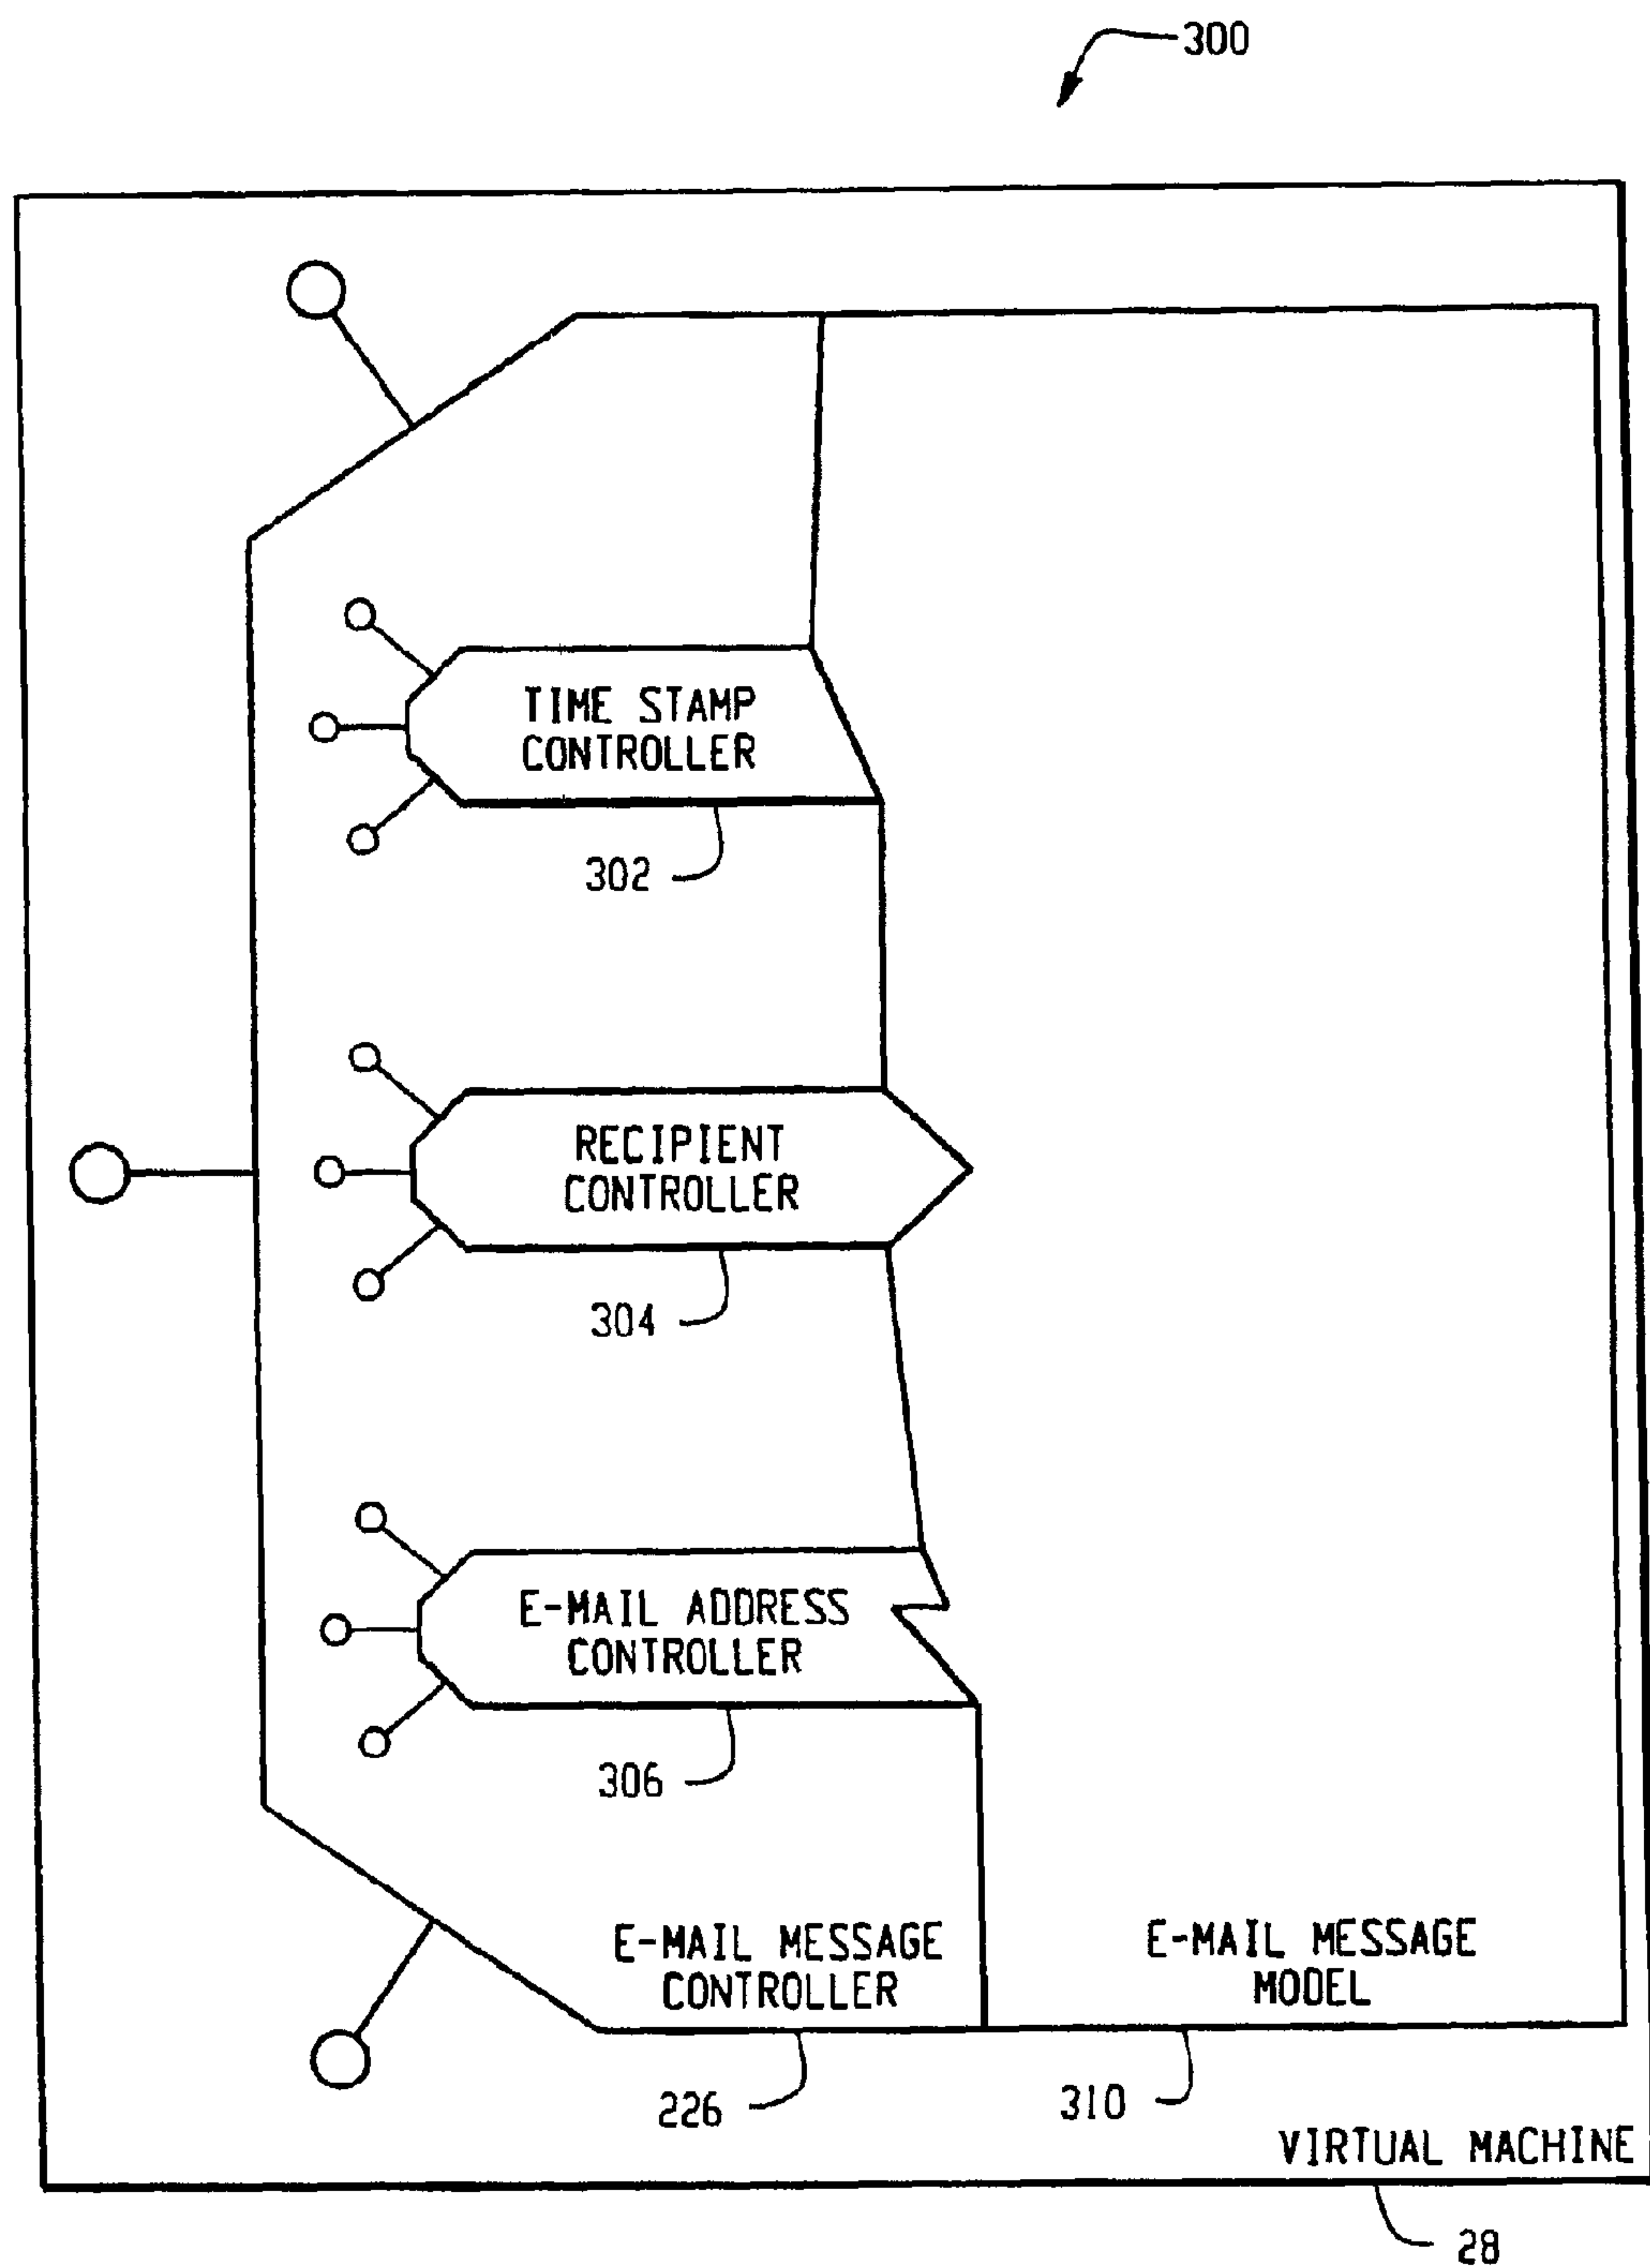 300
TIME STAMP
CONTROLLER
302
RECIPIENT
CONTROLLER
304
E-MAIL ADDRESS
CONTROLLER
306
E-MAIL MESSAGE
CONTROLLER
E-MAIL MESSAGE
MODEL
226
310
VIRTUAL MACHINE
28